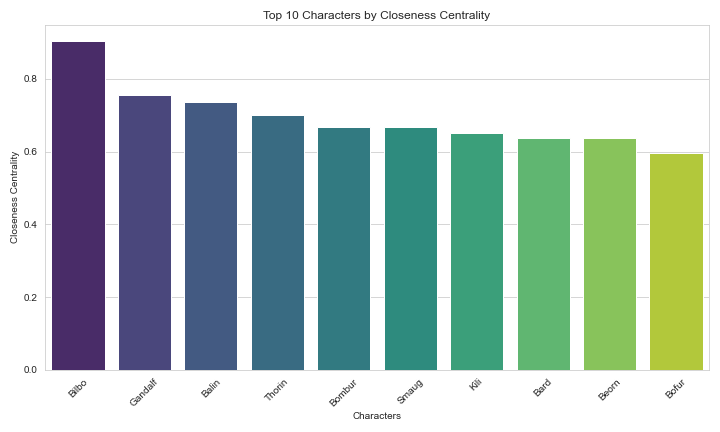 Top 10 Characters by Closeness Centrality
Closeness Centrality
0.8
0.6
0.4
0.2
0.0
Bilbo
Gandalf
Balin
Thorin
Bombur
Smaug
Kili
Bard
Beorn
Bofur
Characters